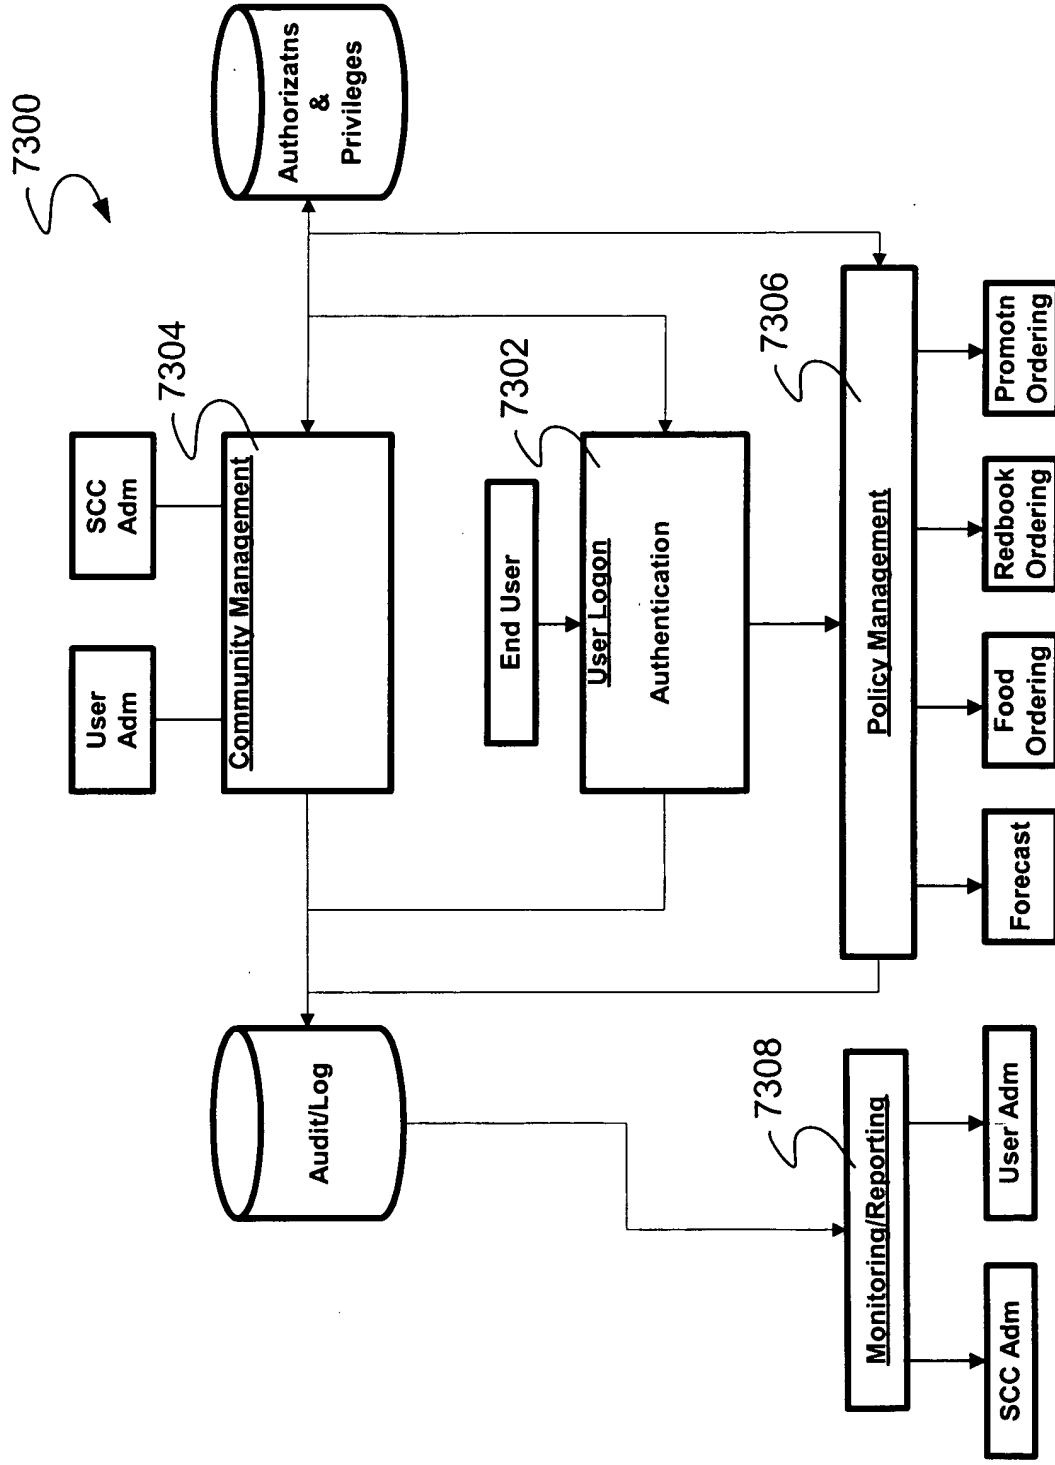 7300
User
Adm
SCC
Adm
7304
Community Management
Audit/Log
Authorizatns
&
Privileges
End User
7302
User Logon
Authentication
7308
Monitoring/Reporting
7306
Policy Management
SCC Adm
User Adm
Forecast
Food
Ordering
Redbook
Ordering
Promotn
Ordering